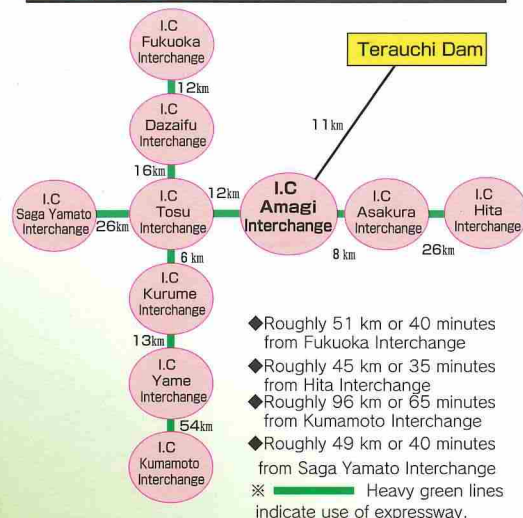 I.C
Fukuoka
Interchange
12km
I.C
Dazaifu
Interchange
16km
Terauchi Dam
11km
I.C
Saga Yamato
Interchange
26km
I.C
Tosu
Interchange
12km
I.C
Amagi
Interchange
8 km
I.C
Asakura
Interchange
26km
I.C
Hita
Interchange
6 km
I.C
Kurume
Interchange
13km
I.C
Yame
Interchange
54km
I.C
Kumamoto
Interchange
◆Roughly 51 km or 40 minutes
from Fukuoka Interchange
◆Roughly 45 km or 35 minutes
from Hita Interchange
◆Roughly 96 km or 65 minutes
from Kumamoto Interchange
◆Roughly 49 km or 40 minutes
from Saga Yamato Interchange
※ Heavy green lines
indicate use of expressway.